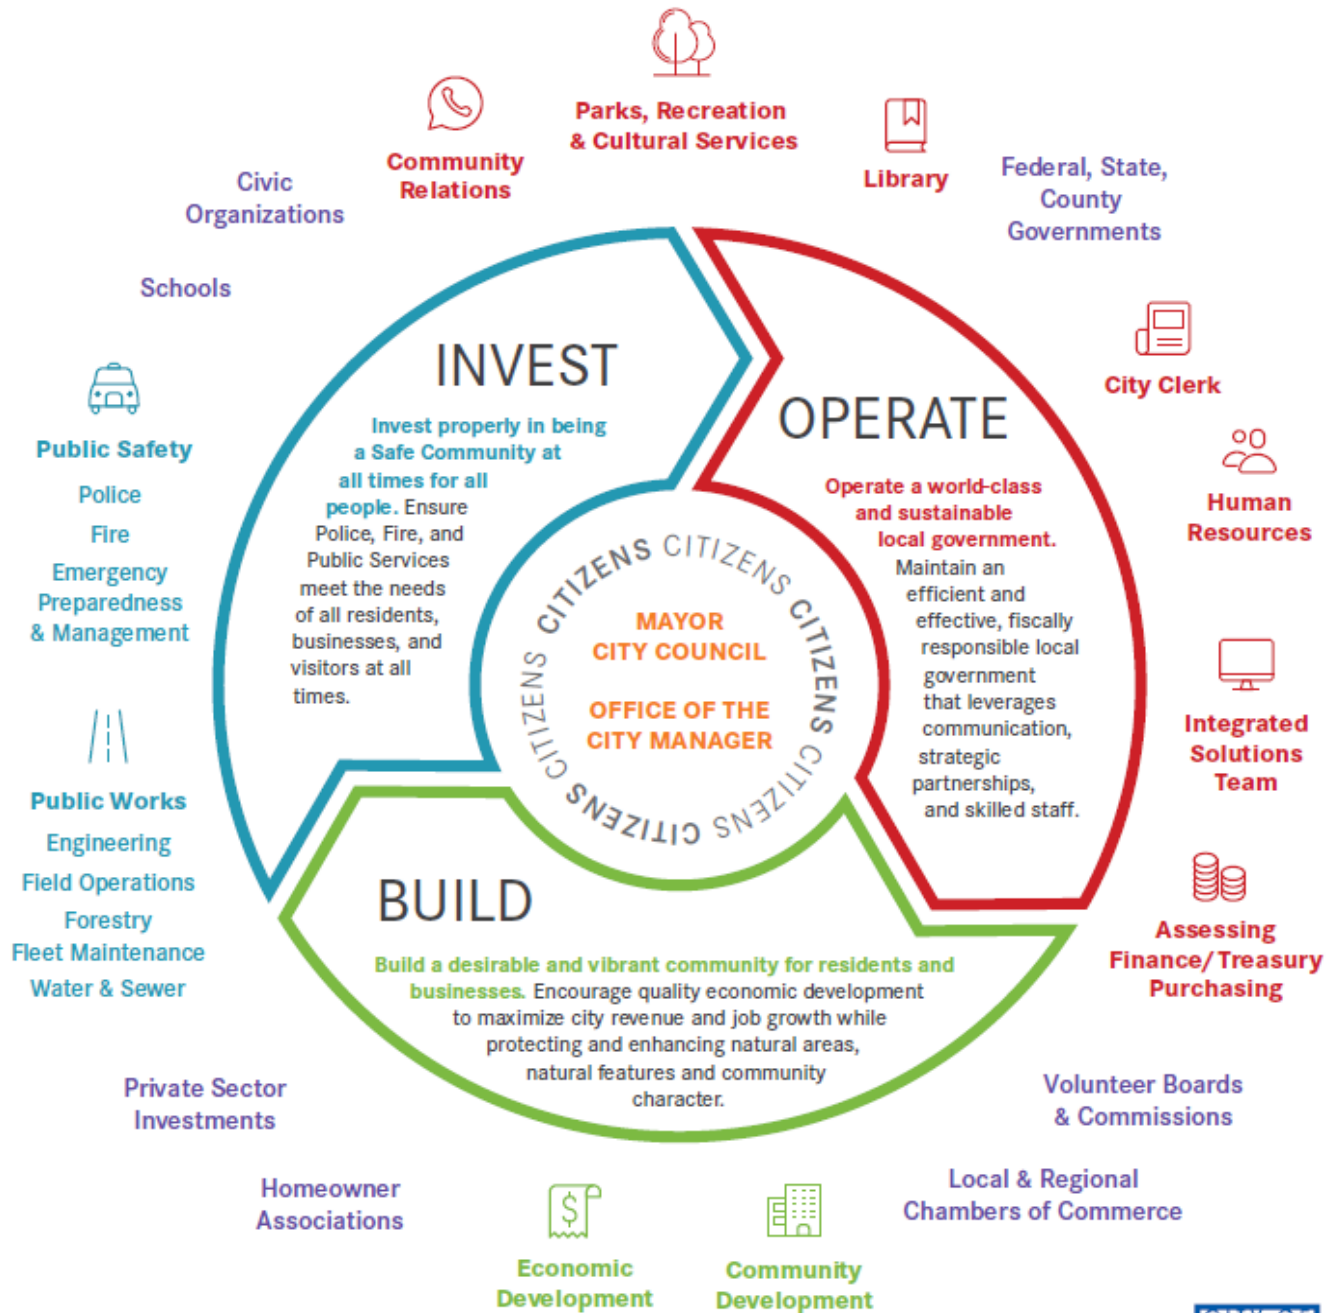 Parks, Recreation
& Cultural Services
Community
Relations
Library
Federal, State,
County
Governments
Civic
Organizations
Schools
City Clerk
Human
Resources
Integrated
Solutions
Team
Assessing
Finance/Treasury
Purchasing
Public Safety
Police
Fire
Emergency
Preparedness
& Management
Public Works
Engineering
Field Operations
Forestry
Fleet Maintenance
Water & Sewer
INVEST
Invest properly in being
a Safe Community at
all times for all
people. Ensure
Police, Fire, and
Public Services
meet the needs
of all residents,
businesses, and
visitors at all
times.
OPERATE
Operate a world-class
and sustainable
local government.
Maintain an
efficient and
effective, fiscally
responsible local
government
that leverages
communication,
strategic
partnerships,
and skilled staff.
CITIZENS CITIZENS CITIZENS CITIZENS CITIZENS CITIZENS
MAYOR
CITY COUNCIL
OFFICE OF THE
CITY MANAGER
BUILD
Build a desirable and vibrant community for residents and
businesses. Encourage quality economic development
to maximize city revenue and job growth while
protecting and enhancing natural areas,
natural features and community
character.
Private Sector
Investments
Homeowner
Associations
$
Economic
Development
Community
Development
Volunteer Boards
& Commissions
Local & Regional
Chambers of Commerce